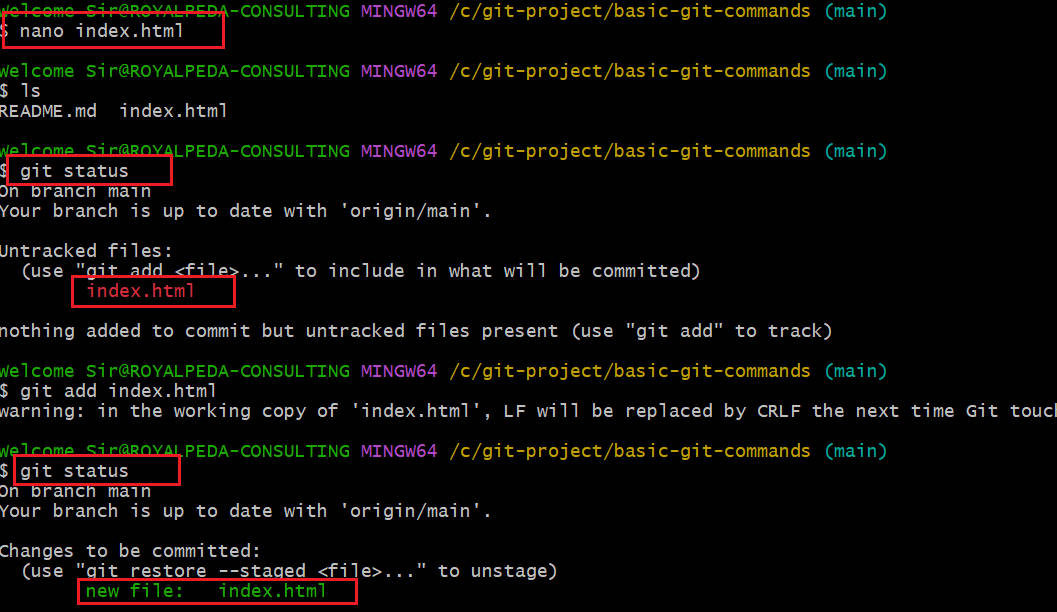 Welcome Sir@ROYALPEDA-CONSULTING MINGW64 /c/git-project/basic-git-commands (main)
$ nano index.html
Welcome Sir@ROYALPEDA-CONSULTING MINGW64 /c/git-project/basic-git-commands (main)
$ ls
README.md  index.html
Welcome Sir@ROYALPEDA-CONSULTING MINGW64 /c/git-project/basic-git-commands (main)
$ git status
On branch main
Your branch is up to date with 'origin/main'.
Untracked files:
  (use "git add <file>..." to include in what will be committed)
        index.html
nothing added to commit but untracked files present (use "git add" to track)
Welcome Sir@ROYALPEDA-CONSULTING MINGW64 /c/git-project/basic-git-commands (main)
$ git add index.html
warning: in the working copy of 'index.html', LF will be replaced by CRLF the next time Git touc
Welcome Sir@ROYALPEDA-CONSULTING MINGW64 /c/git-project/basic-git-commands (main)
$ git status
On branch main
Your branch is up to date with 'origin/main'.
Changes to be committed:
  (use "git restore --staged <file>..." to unstage)
        new file:   index.html